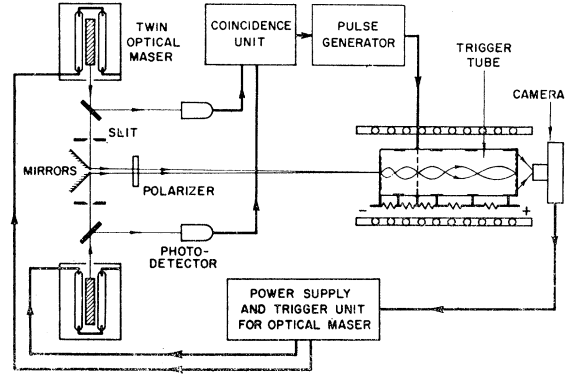 TWIN
OPTICAL
MASER
COINCIDENCE
UNIT
PULSE
GENERATOR
TRIGGER
TUBE
CAMERA
SLIT
MIRRORS
POLARIZER
- +
PHOTO-
DETECTOR
POWER SUPPLY
AND TRIGGER UNIT
FOR OPTICAL MASER